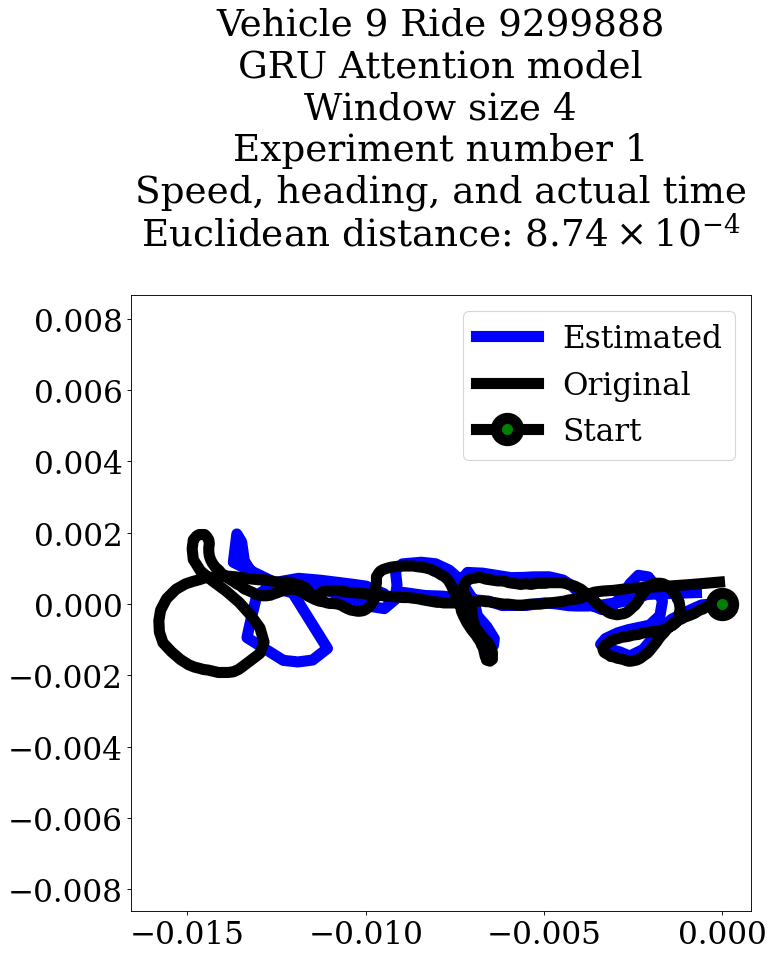 Vehicle 9 Ride 9299888
GRU Attention model
Window size 4
Experiment number 1
Speed, heading, and actual time
Euclidean distance: 8.74 × 10⁻⁴
Estimated
Original
Start
0.008
0.006
0.004
0.002
0.000
−0.002
−0.004
−0.006
−0.008
−0.015 −0.010 −0.005 0.000